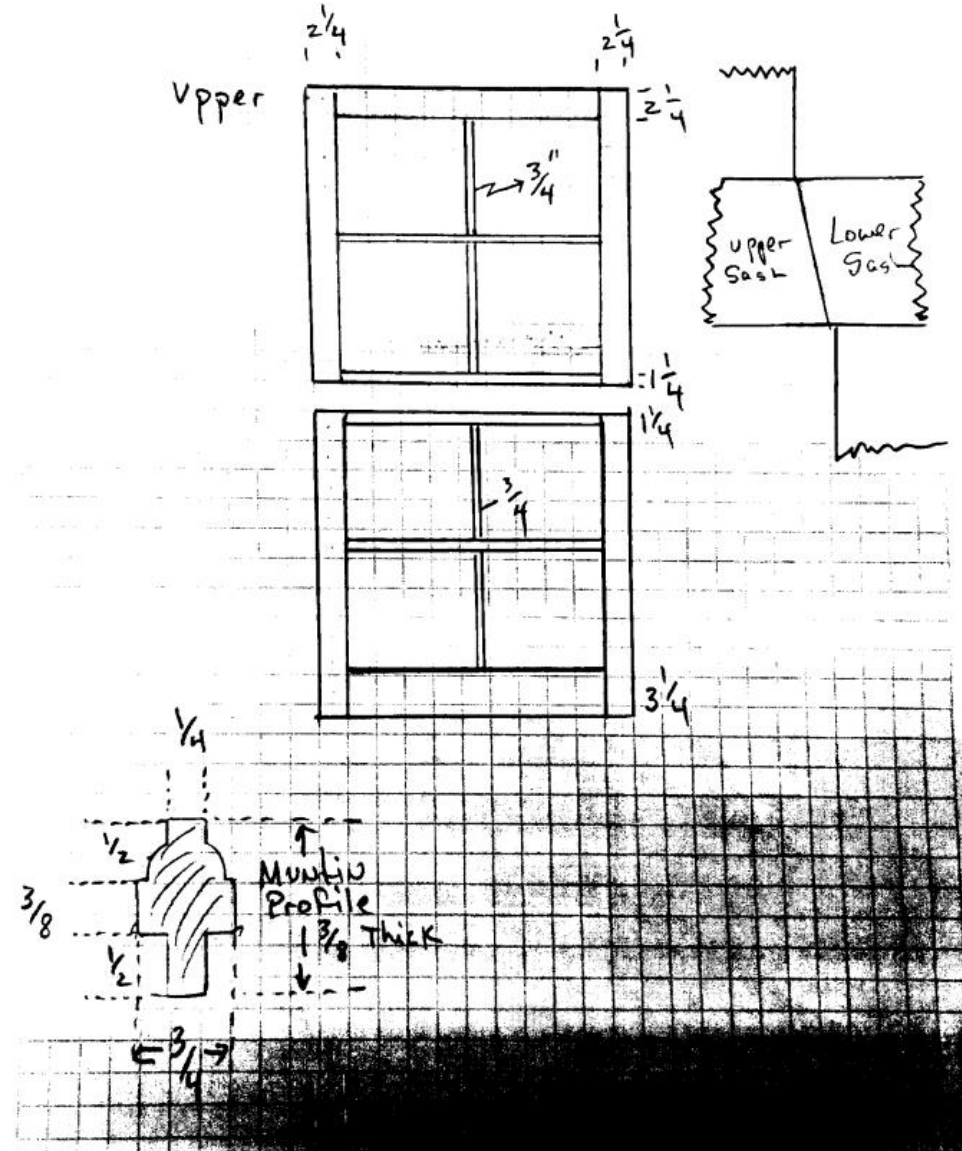 2 1/4
2 1/4
Upper
2 1/4
3/4"
upper
Sash
Lower
Sash
1 1/4
1 1/4
3/4
3 1/4
1/4
1/2
Muntin
Profile
1 3/8 Thick
3/8
1/2
3/4